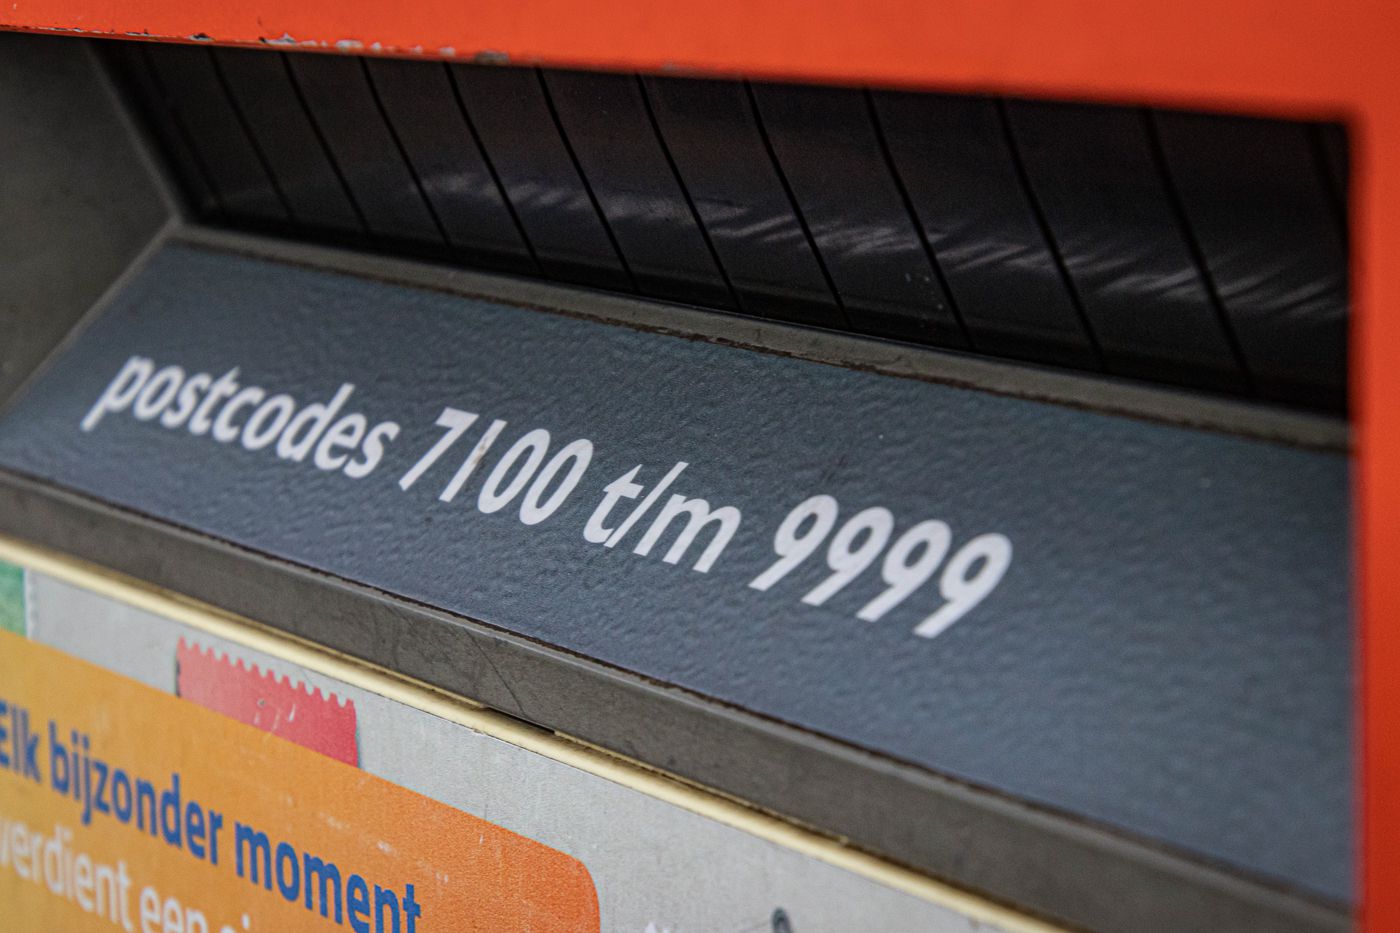 postcodes 7100 t/m 9999
Elk bijzonder moment
verdient een